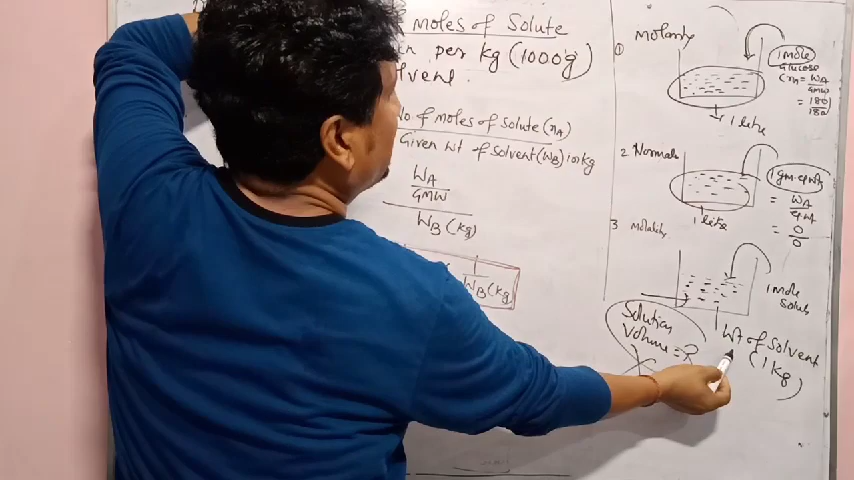 moles of Solute
per kg (1000g)
No of moles of Solute (nA)
Given Wt of Solvent (WB) in kg
WA
GMW
WB (kg)
WB (kg)
① Molarity
1 mole
Glucose
= WA
GMW
= 180
180
1 litre
2 Normality
1 gm.eq.wt
= WA
= 0
0
1 litre
3 molality
1 mole
Solute
Solution
Volume = ?
Wt of Solvent
(1 kg)